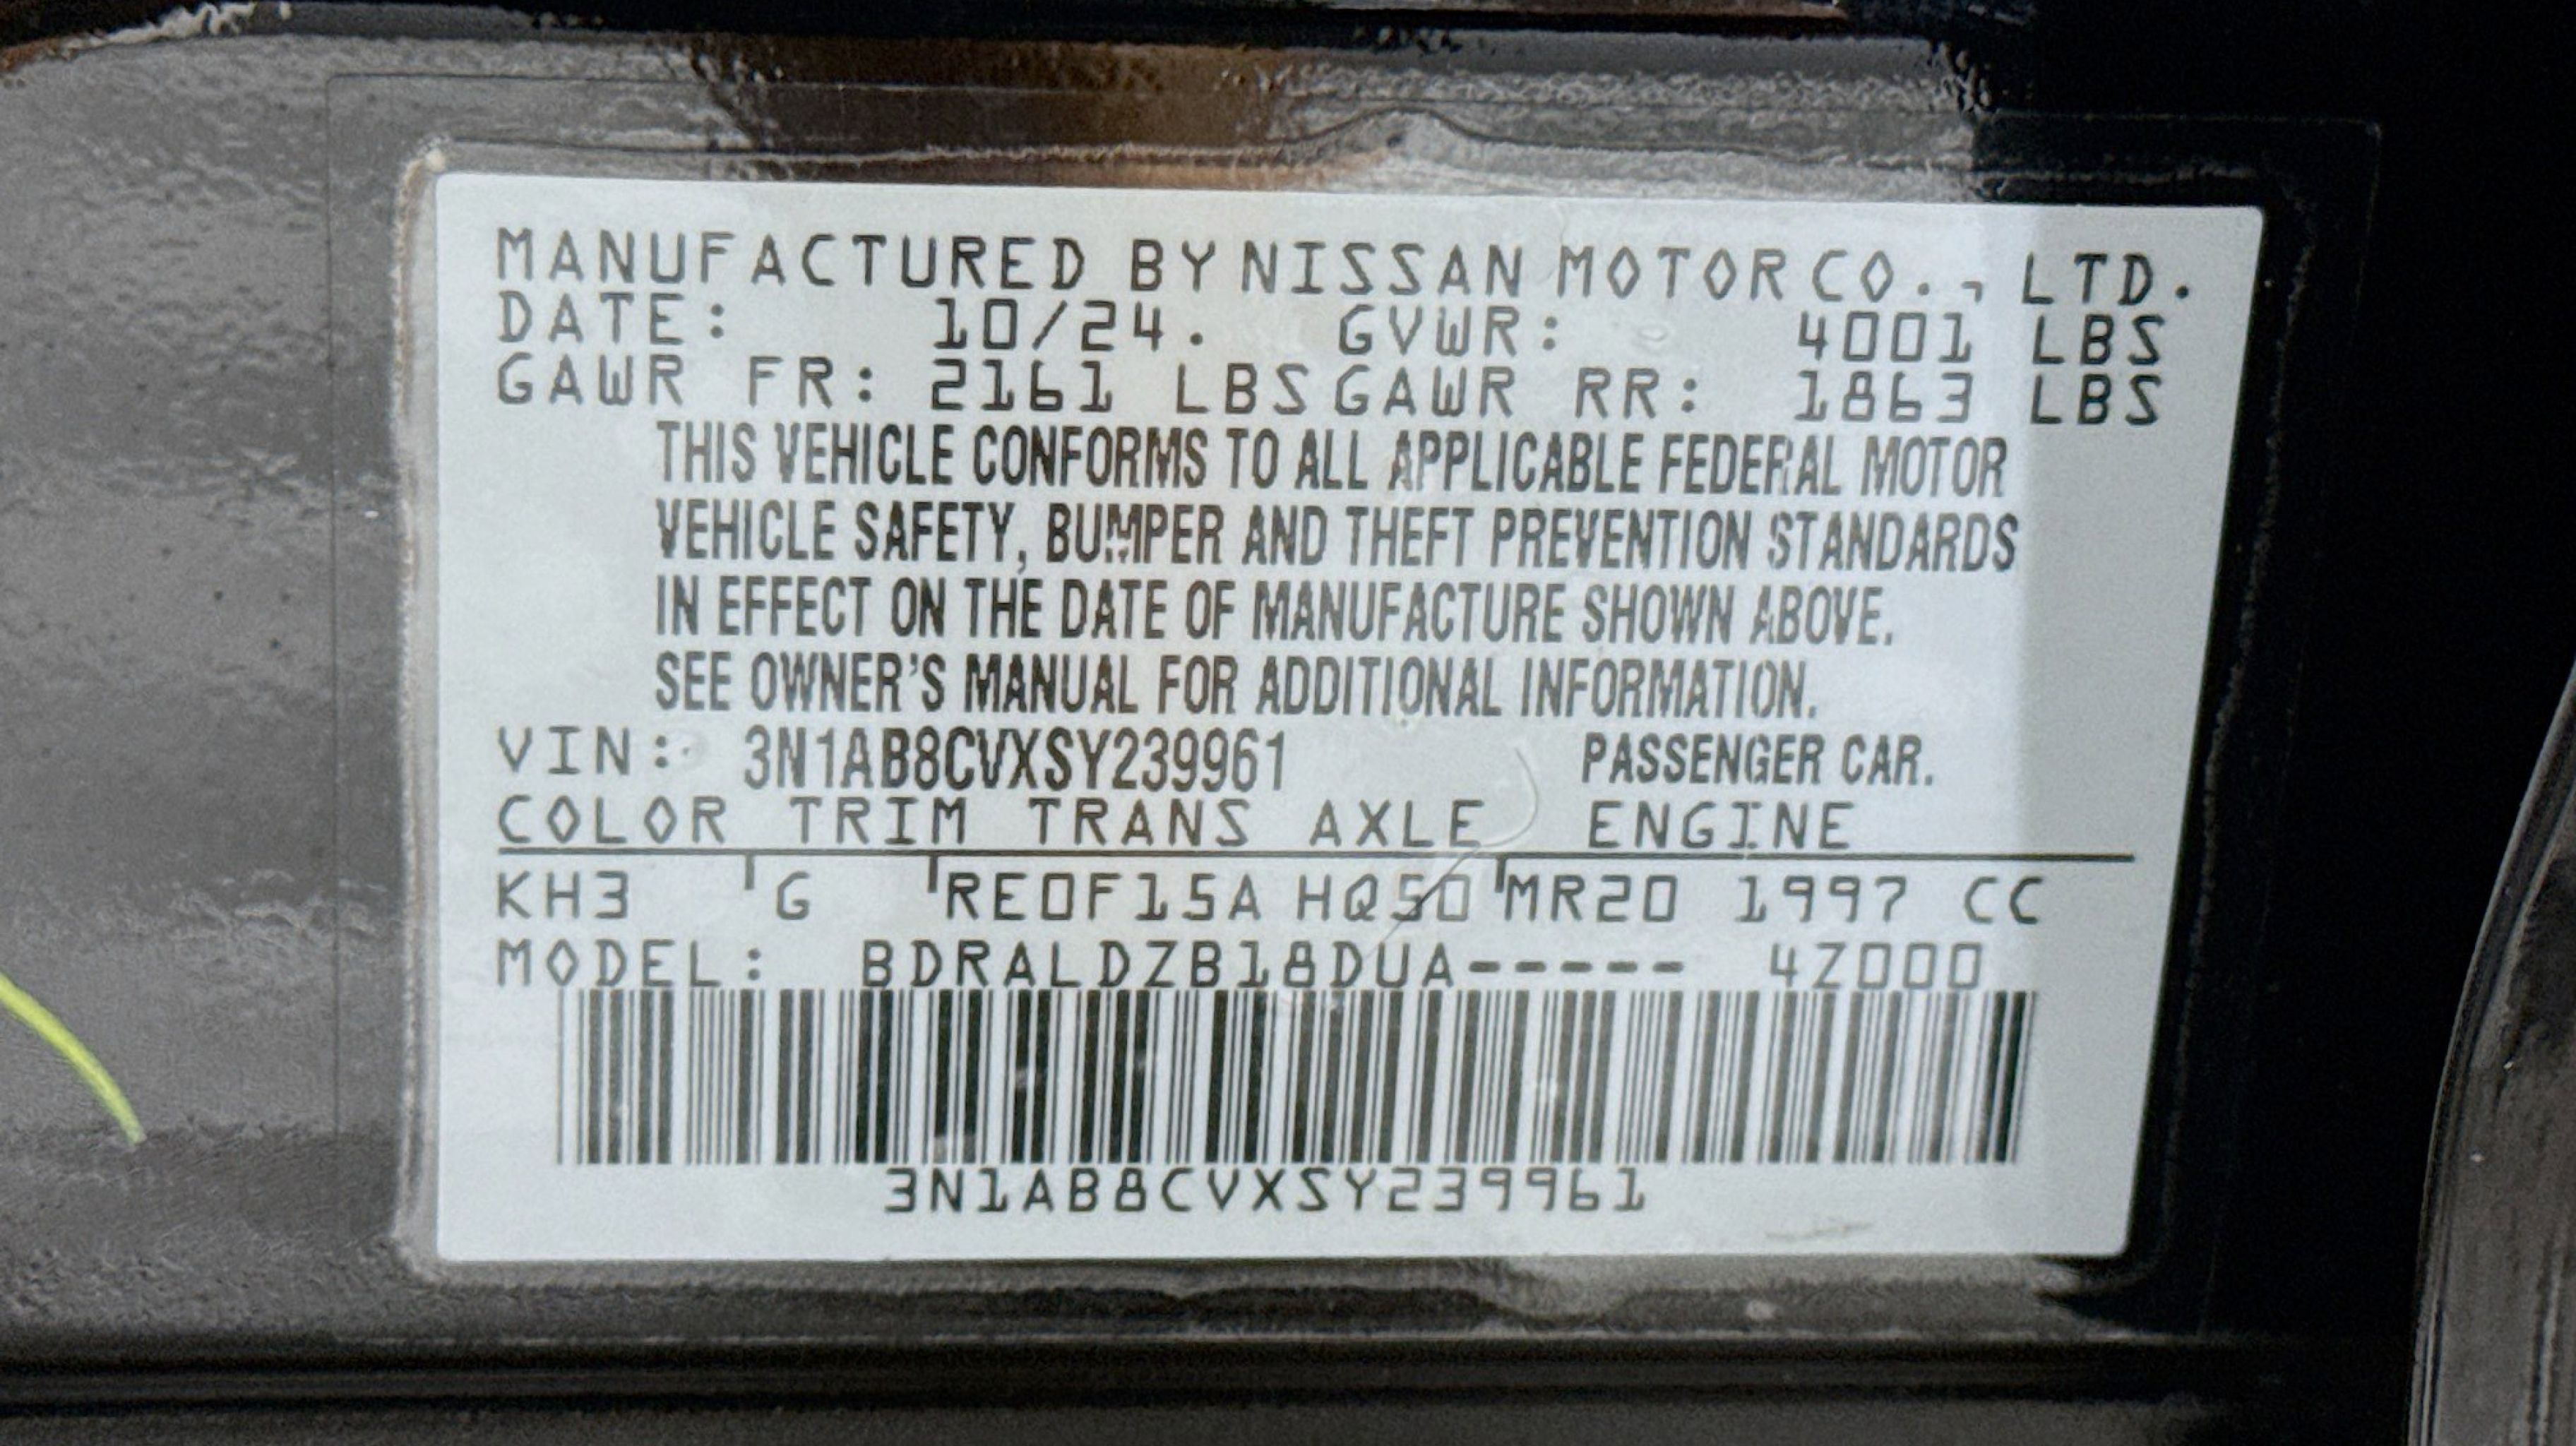 MANUFACTURED BY NISSAN MOTOR CO., LTD.
DATE: 10/24. GVWR: 4001 LBS
GAWR FR: 2161 LBS GAWR RR: 1863 LBS
THIS VEHICLE CONFORMS TO ALL APPLICABLE FEDERAL MOTOR
VEHICLE SAFETY, BUMPER AND THEFT PREVENTION STANDARDS
IN EFFECT ON THE DATE OF MANUFACTURE SHOWN ABOVE.
SEE OWNER'S MANUAL FOR ADDITIONAL INFORMATION.
VIN: 3N1AB8CVXSY239961 PASSENGER CAR.
COLOR TRIM TRANS AXLE ENGINE
KH3 G RE0F15A HQ50 MR20 1997 CC
MODEL: BDRALDZB18DUA----- 4Z000
3N1AB8CVXSY239961